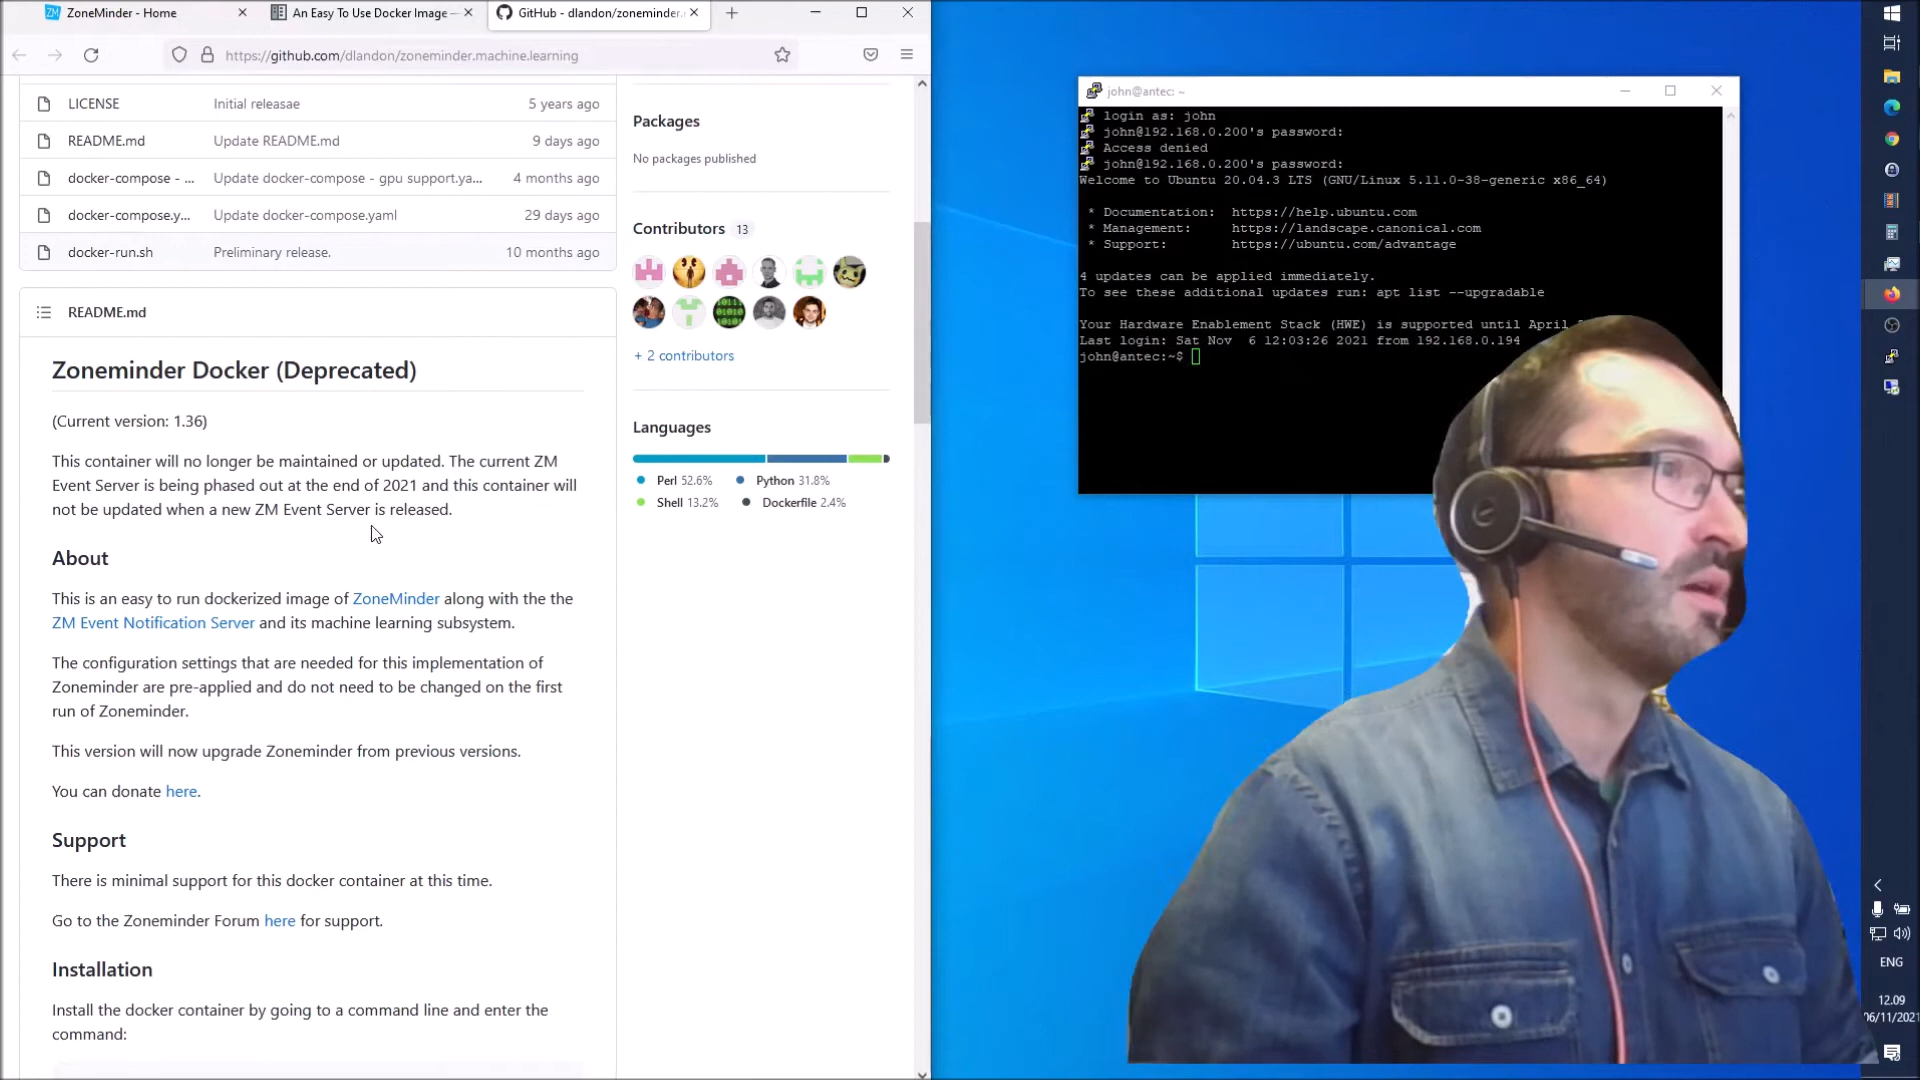 ZoneMinder - Home
An Easy To Use Docker Image
GitHub - dlandon/zoneminder.
https://github.com/dlandon/zoneminder.machine.learning
LICENSE Initial releasae 5 years ago
README.md Update README.md 9 days ago
docker-compose - ... Update docker-compose - gpu support.ya... 4 months ago
docker-compose.y... Update docker-compose.yaml 29 days ago
docker-run.sh Preliminary release. 10 months ago
README.md
Zoneminder Docker (Deprecated)
(Current version: 1.36)
This container will no longer be maintained or updated. The current ZM
Event Server is being phased out at the end of 2021 and this container will
not be updated when a new ZM Event Server is released.
About
This is an easy to run dockerized image of ZoneMinder along with the the
ZM Event Notification Server and its machine learning subsystem.
The configuration settings that are needed for this implementation of
Zoneminder are pre-applied and do not need to be changed on the first
run of Zoneminder.
This version will now upgrade Zoneminder from previous versions.
You can donate here.
Support
There is minimal support for this docker container at this time.
Go to the Zoneminder Forum here for support.
Installation
Install the docker container by going to a command line and enter the
command:
Packages
No packages published
Contributors 13
+ 2 contributors
Languages
Perl 52.6% Python 31.8%
Shell 13.2% Dockerfile 2.4%
john@antec: ~
login as: john
john@192.168.0.200's password:
Access denied
john@192.168.0.200's password:
Welcome to Ubuntu 20.04.3 LTS (GNU/Linux 5.11.0-38-generic x86_64)
* Documentation: https://help.ubuntu.com
* Management: https://landscape.canonical.com
* Support: https://ubuntu.com/advantage
4 updates can be applied immediately.
To see these additional updates run: apt list --upgradable
Your Hardware Enablement Stack (HWE) is supported until April
Last login: Sat Nov 6 12:03:26 2021 from 192.168.0.194
john@antec:~$
ENG
12.09
06/11/2021